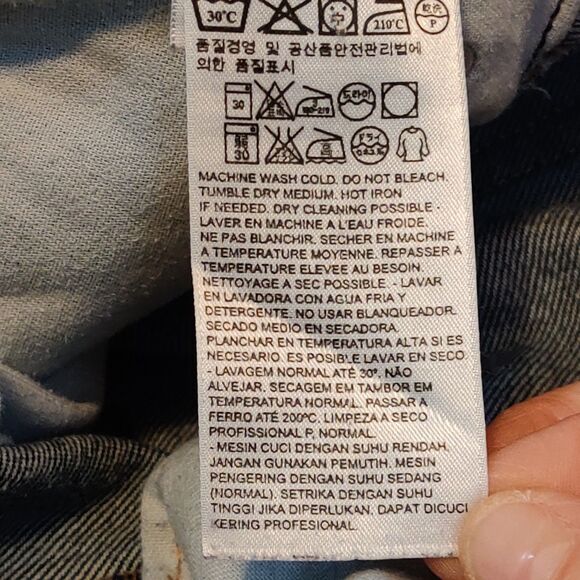 30°C 210°C 乾洗 P
품질경영 및 공산품안전관리법에
의한 품질표시
30 드라이
30 高 ドライ
MACHINE WASH COLD. DO NOT BLEACH.
TUMBLE DRY MEDIUM. HOT IRON
IF NEEDED. DRY CLEANING POSSIBLE -
LAVER EN MACHINE A L'EAU FROIDE.
NE PAS BLANCHIR. SECHER EN MACHINE
A TEMPERATURE MOYENNE. REPASSER A
TEMPERATURE ELEVEE AU BESOIN.
NETTOYAGE A SEC POSSIBLE. - LAVAR
EN LAVADORA CON AGUA FRIA Y
DETERGENTE. NO USAR BLANQUEADOR.
SECADO MEDIO EN SECADORA.
PLANCHAR EN TEMPERATURA ALTA SI ES
NECESARIO. ES POSIBLE LAVAR EN SECO.
- LAVAGEM NORMAL ATÉ 30º, NÃO
ALVEJAR. SECAGEM EM TAMBOR EM
TEMPERATURA NORMAL. PASSAR A
FERRO ATÉ 200ºC. LIMPEZA A SECO
PROFISSIONAL P, NORMAL.
- MESIN CUCI DENGAN SUHU RENDAH.
JANGAN GUNAKAN PEMUTIH. MESIN
PENGERING DENGAN SUHU SEDANG
(NORMAL). SETRIKA DENGAN SUHU
TINGGI JIKA DIPERLUKAN. DAPAT DICUCI
KERING PROFESIONAL.